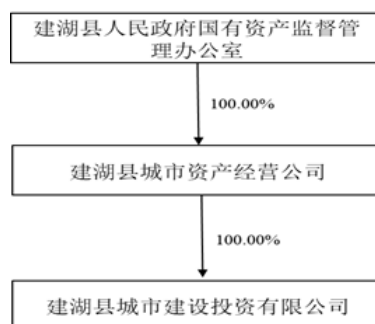 建湖县人民政府国有资产监督管
理办公室
100.00%
建湖县城市资产经营公司
100.00%
建湖县城市建设投资有限公司